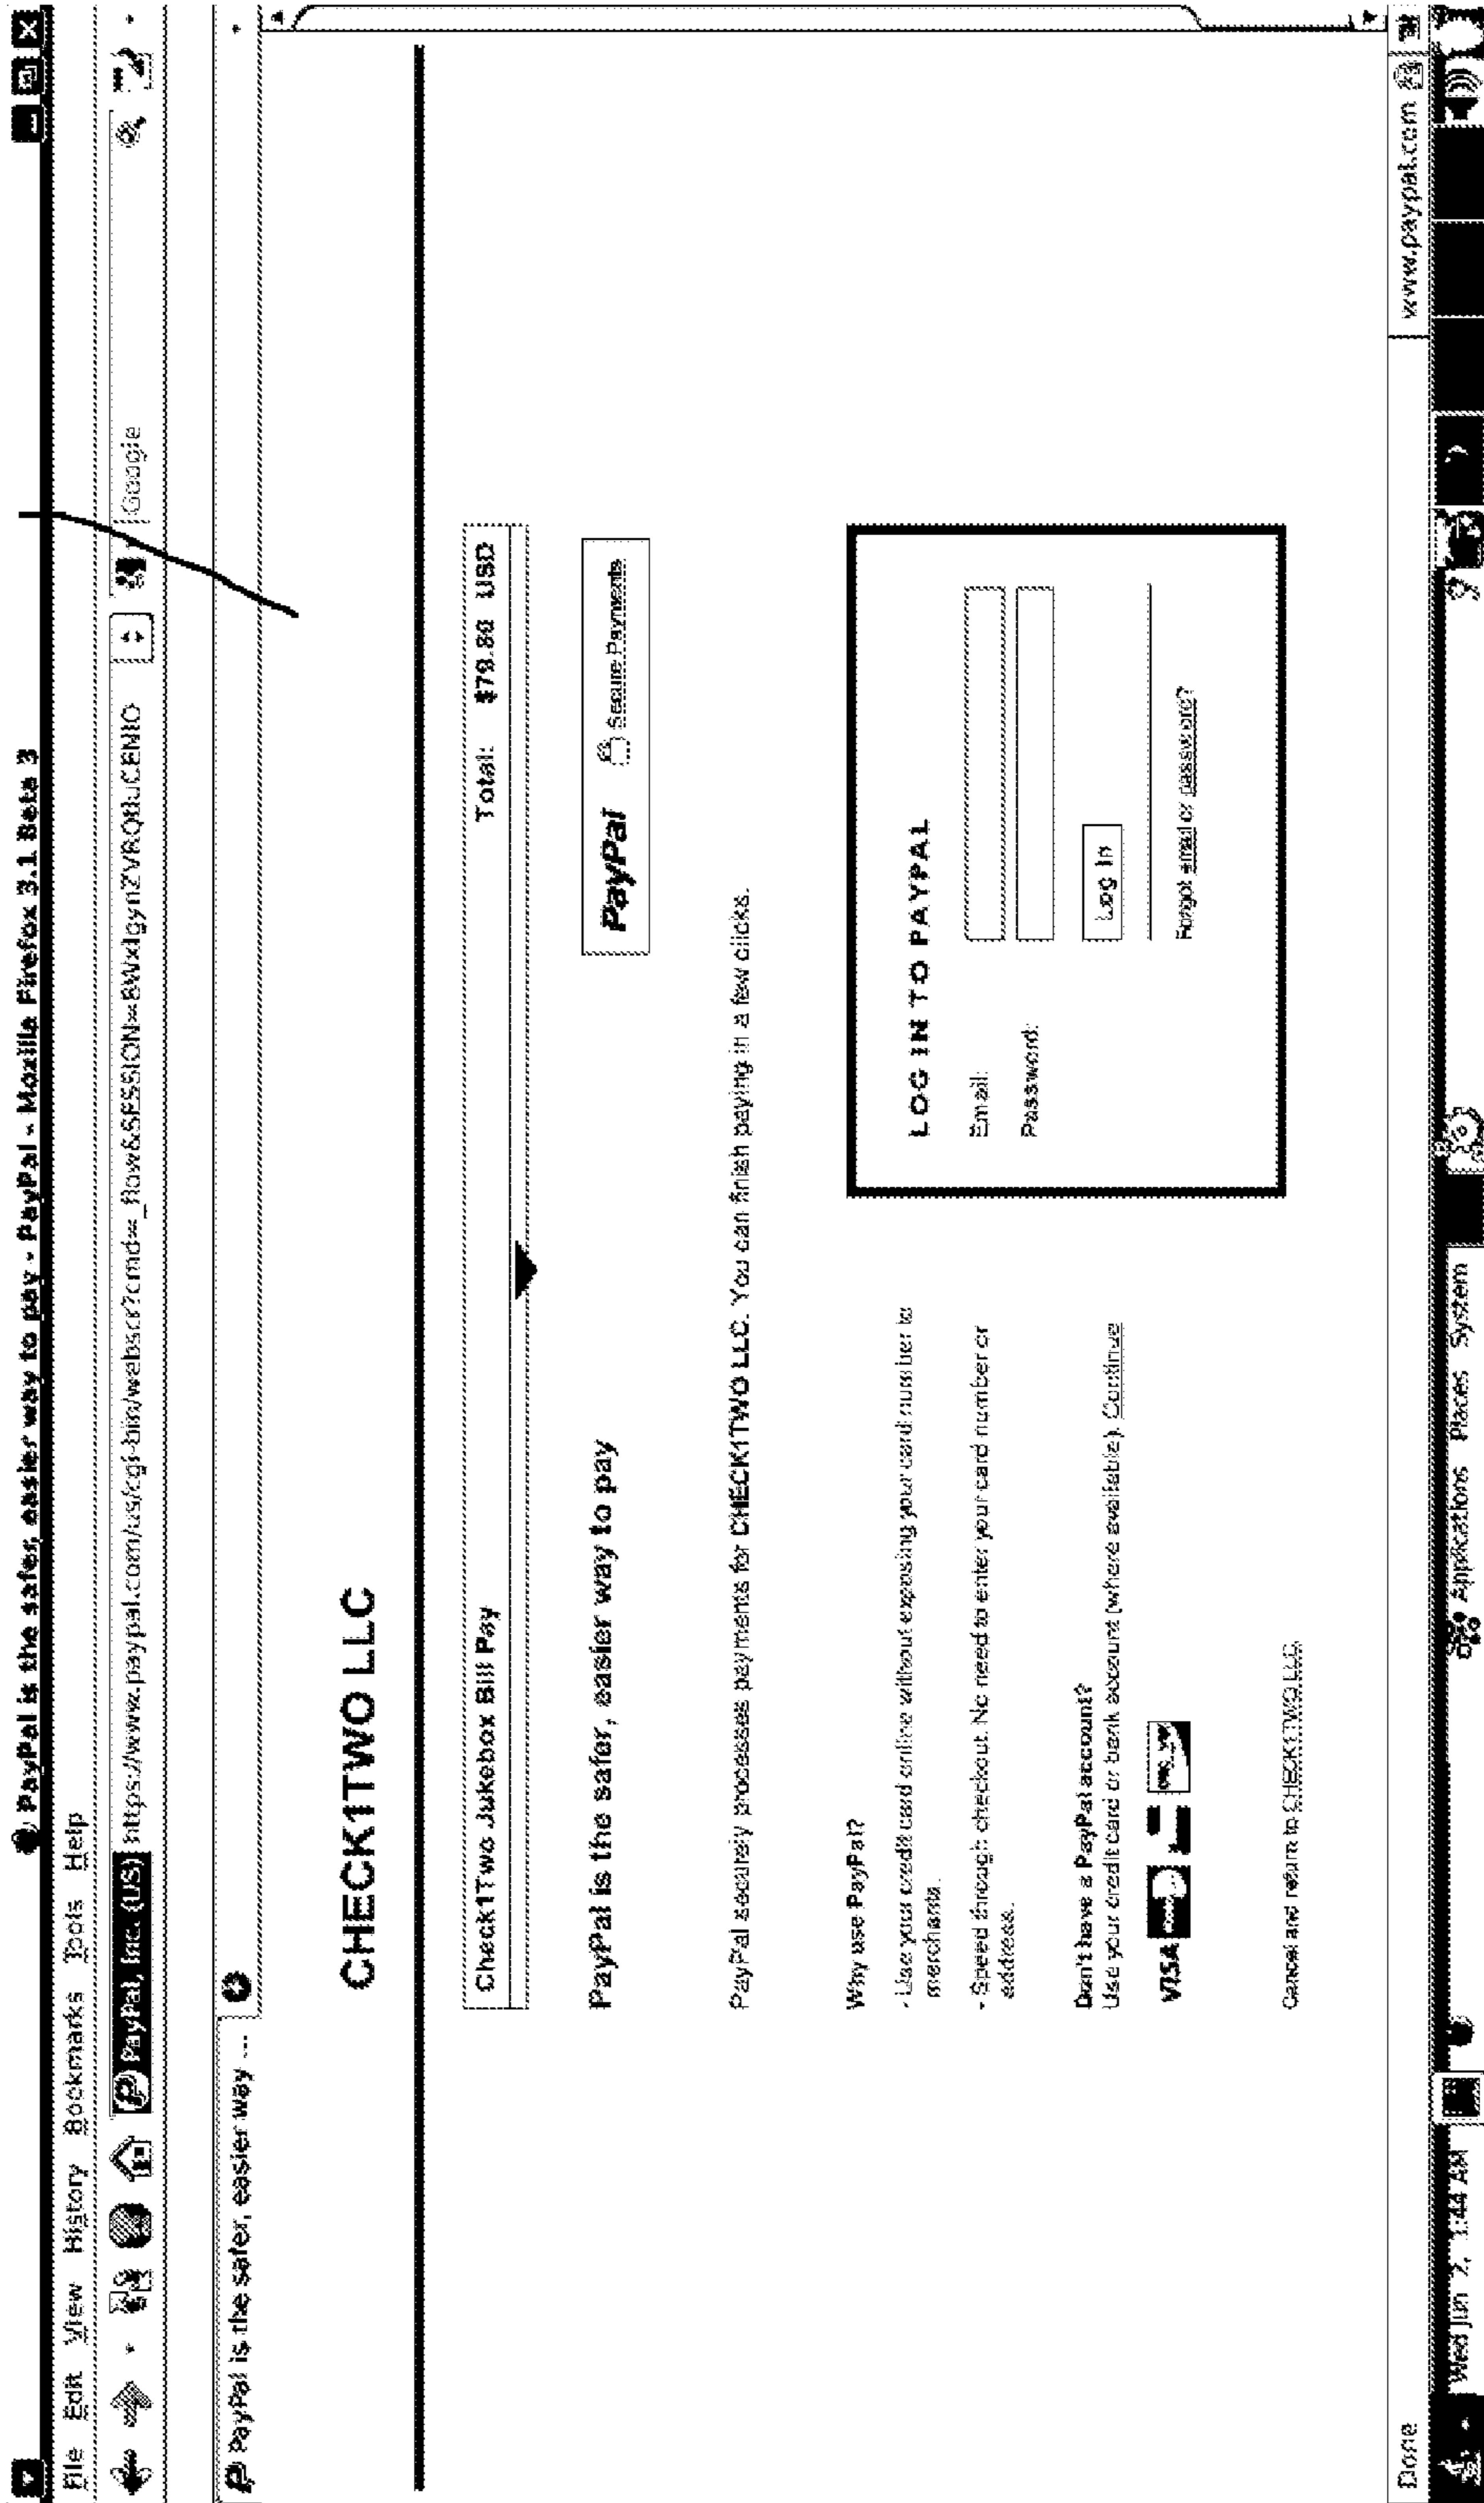 PayPal is the safer, easier way to pay - PayPal - Mozilla Firefox 3.1 Beta 3
File Edit View History Bookmarks Tools Help
PayPal, Inc. (US) https://www.paypal.com/us/cgi-bin/webscr?cmd=_flow&SESSION= Google
PayPal is the safer, easier way ...
CHECK1TWO LLC
Check1Two Jukebox Bill Pay Total: USD
PayPal is the safer, easier way to pay PayPal Secure Payments
PayPal securely processes payments for CHECK1TWO LLC. You can finish paying in a few clicks.
Why use PayPal?
- Use your credit card online without exposing your card number to
merchants.
- Speed through checkout. No need to enter your card number or
address.
Don't have a PayPal account?
Use your credit card or bank account (where available). Continue
VISA
Cancel and return to CHECK1TWO LLC.
LOG IN TO PAYPAL
Email:
Password:
Log In
Forgot email or password?
Done www.paypal.com
Wed Jun 1:44 AM Applications Places System